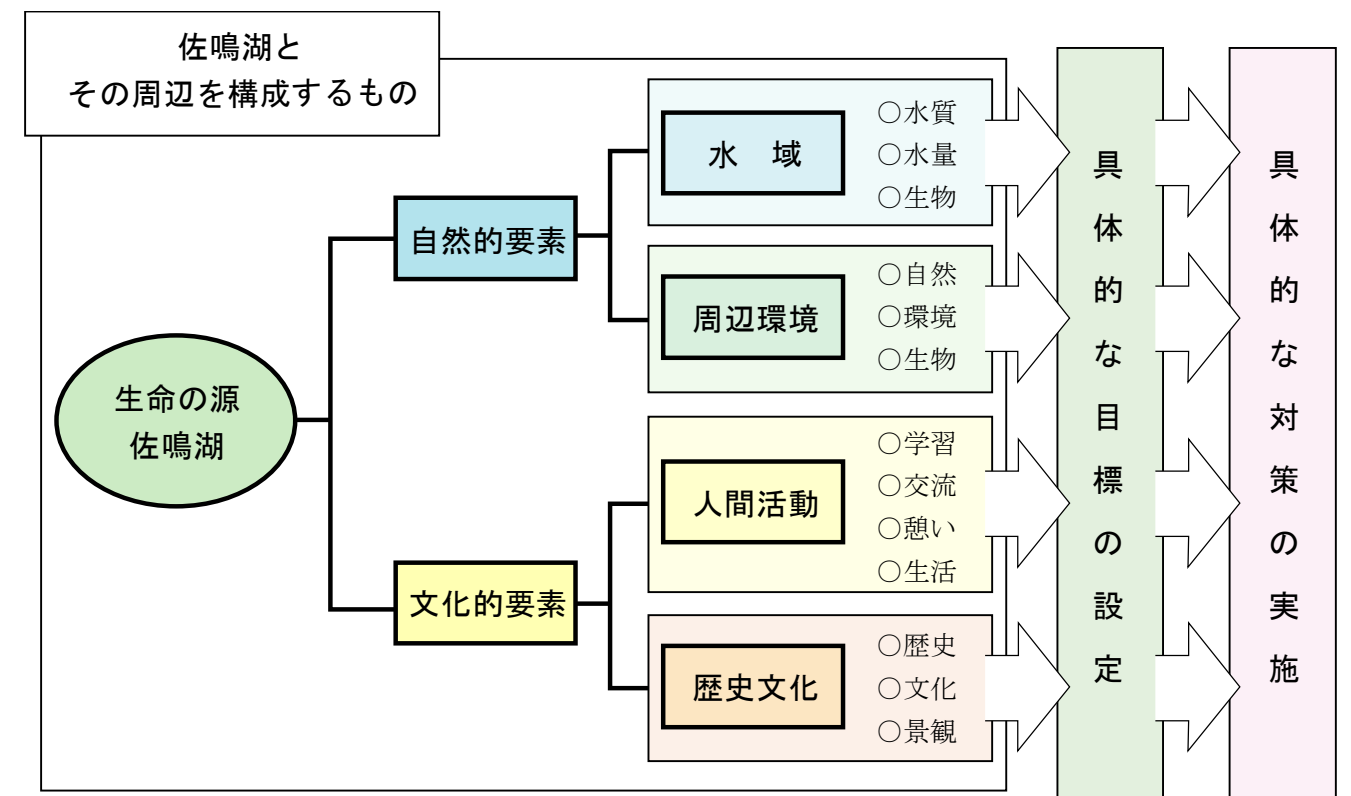 佐鳴湖と
その周辺を構成するもの
生命の源
佐鳴湖
自然的要素
水　域
○水質
○水量
○生物
周辺環境
○自然
○環境
○生物
文化的要素
人間活動
○学習
○交流
○憩い
○生活
歴史文化
○歴史
○文化
○景観
具体的な目標の設定
具体的な対策の実施